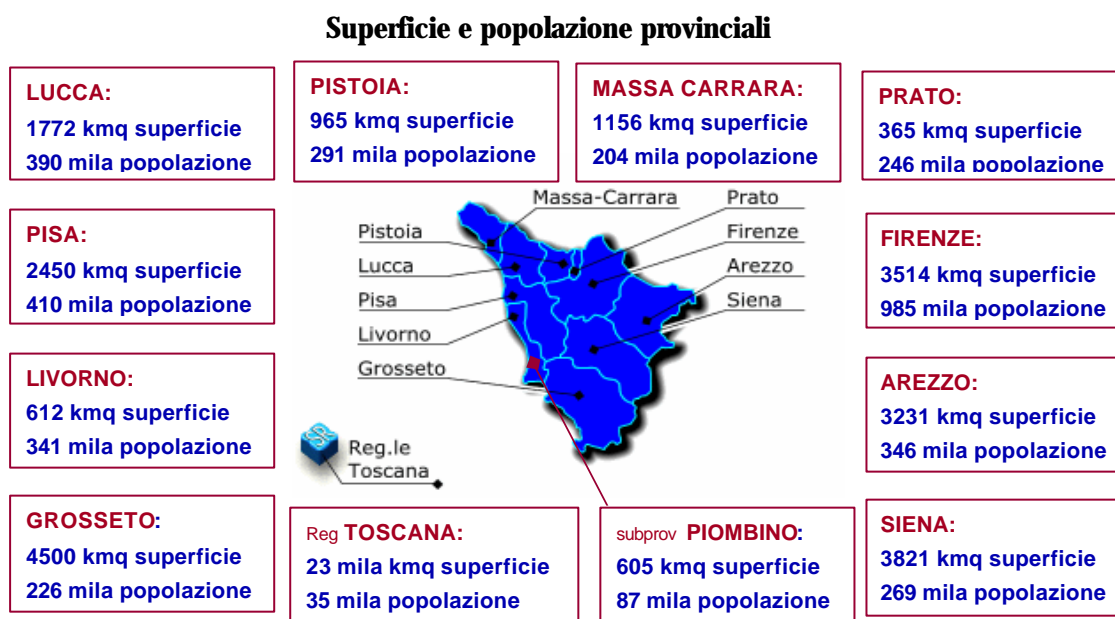 Superficie e popolazione provinciali
LUCCA:
1772 kmq superficie
390 mila popolazione
PISTOIA:
965 kmq superficie
291 mila popolazione
MASSA CARRARA:
1156 kmq superficie
204 mila popolazione
PRATO:
365 kmq superficie
246 mila popolazione
PISA:
2450 kmq superficie
410 mila popolazione
Massa-Carrara
Pistoia
Lucca
Pisa
Livorno
Grosseto
Prato
Firenze
Arezzo
Siena
SR
Reg.le
Toscana
FIRENZE:
3514 kmq superficie
985 mila popolazione
LIVORNO:
612 kmq superficie
341 mila popolazione
AREZZO:
3231 kmq superficie
346 mila popolazione
GROSSETO:
4500 kmq superficie
226 mila popolazione
Reg TOSCANA:
23 mila kmq superficie
35 mila popolazione
subprov PIOMBINO:
605 kmq superficie
87 mila popolazione
SIENA:
3821 kmq superficie
269 mila popolazione